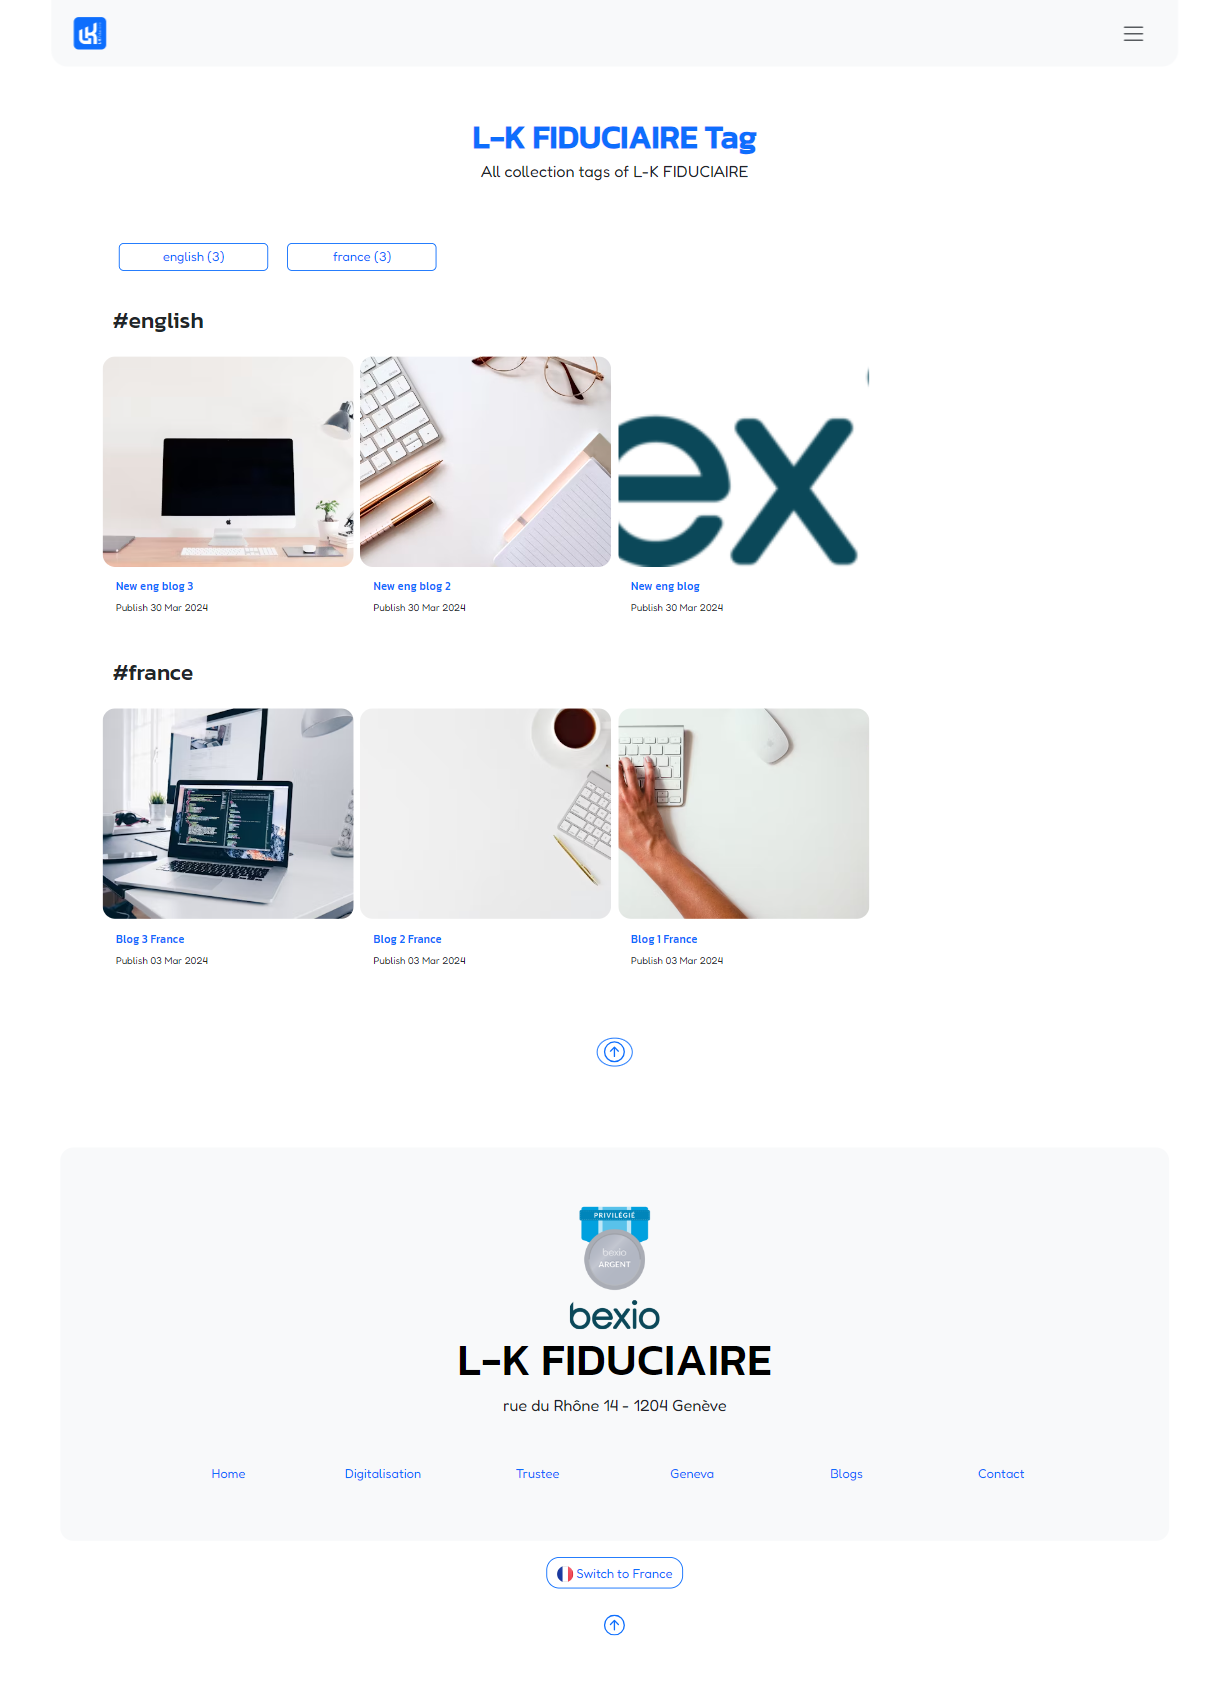 LK
L-K FIDUCIAIRE Tag
All collection tags of L-K FIDUCIAIRE
english (3)
france (3)
#english
ex
New eng blog 3
Publish 30 Mar 2024
New eng blog 2
Publish 30 Mar 2024
New eng blog
Publish 30 Mar 2024
#france
Blog 3 France
Publish 03 Mar 2024
Blog 2 France
Publish 03 Mar 2024
Blog 1 France
Publish 03 Mar 2024
PRIVILÉGIÉ
bexio
ARGENT
bexio
L-K FIDUCIAIRE
rue du Rhône 14 - 1204 Genève
Home
Digitalisation
Trustee
Geneva
Blogs
Contact
Switch to France